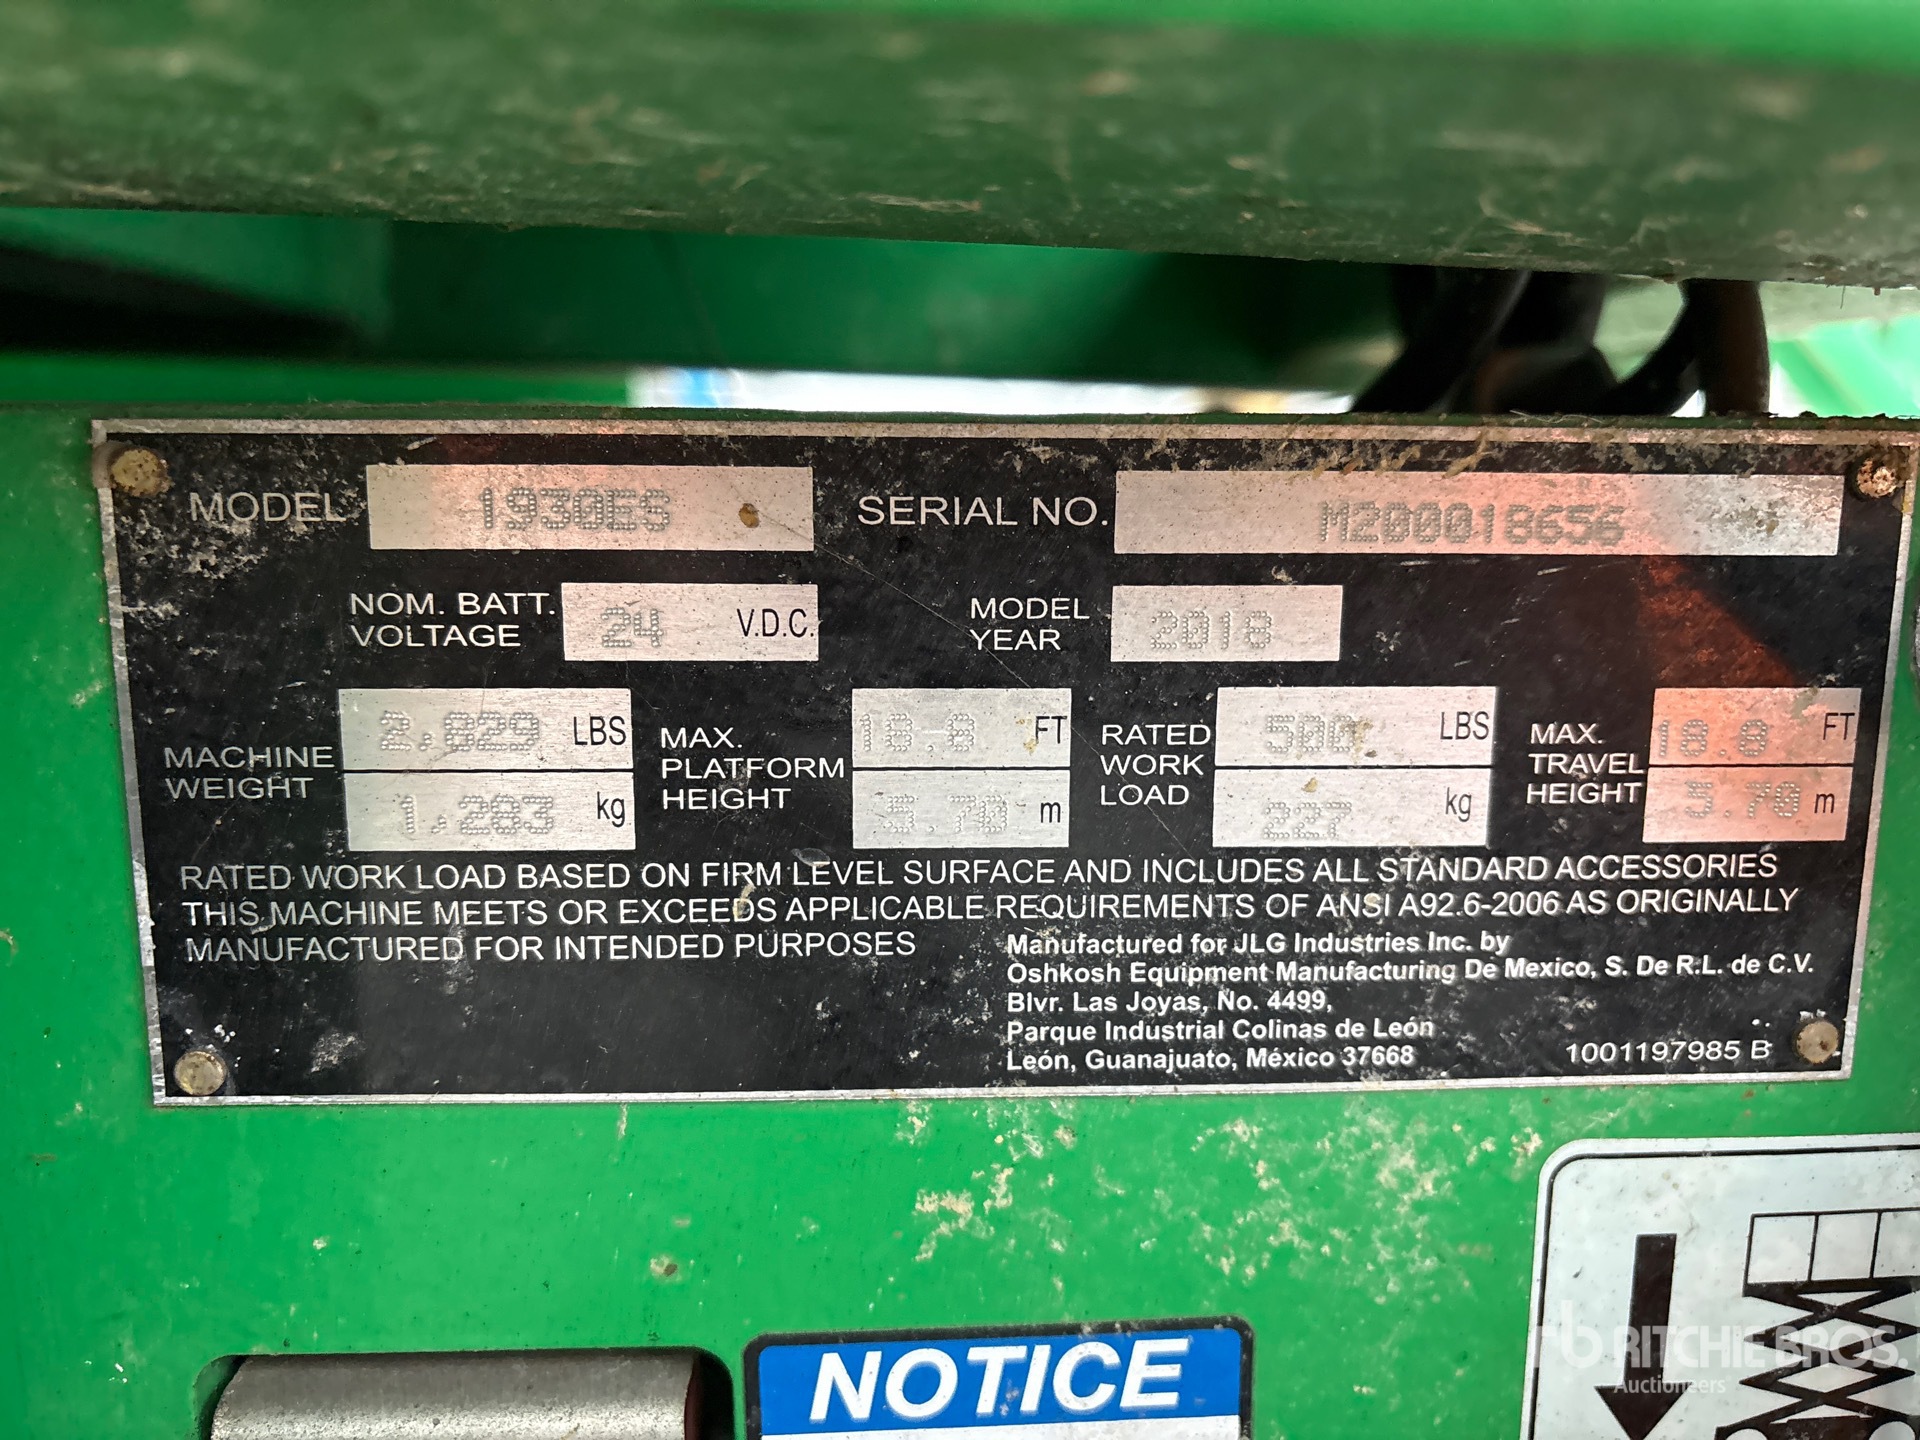 MODEL 1930ES SERIAL NO. M200018656
NOM. BATT. VOLTAGE 24 V.D.C. MODEL YEAR 2018
MACHINE WEIGHT 2,829 LBS 1,283 kg
MAX. PLATFORM HEIGHT 18.8 FT 5.70 m
RATED WORK LOAD 500 LBS 227 kg
MAX. TRAVEL HEIGHT 18.8 FT 5.70 m
RATED WORK LOAD BASED ON FIRM LEVEL SURFACE AND INCLUDES ALL STANDARD ACCESSORIES
THIS MACHINE MEETS OR EXCEEDS APPLICABLE REQUIREMENTS OF ANSI A92.6-2006 AS ORIGINALLY
MANUFACTURED FOR INTENDED PURPOSES
Manufactured for JLG Industries Inc. by
Oshkosh Equipment Manufacturing De Mexico, S. De R.L. de C.V.
Blvr. Las Joyas, No. 4499,
Parque Industrial Colinas de León
León, Guanajuato, México 37668
1001197985 B
NOTICE
rb RITCHIE BROS.
Auctioneers